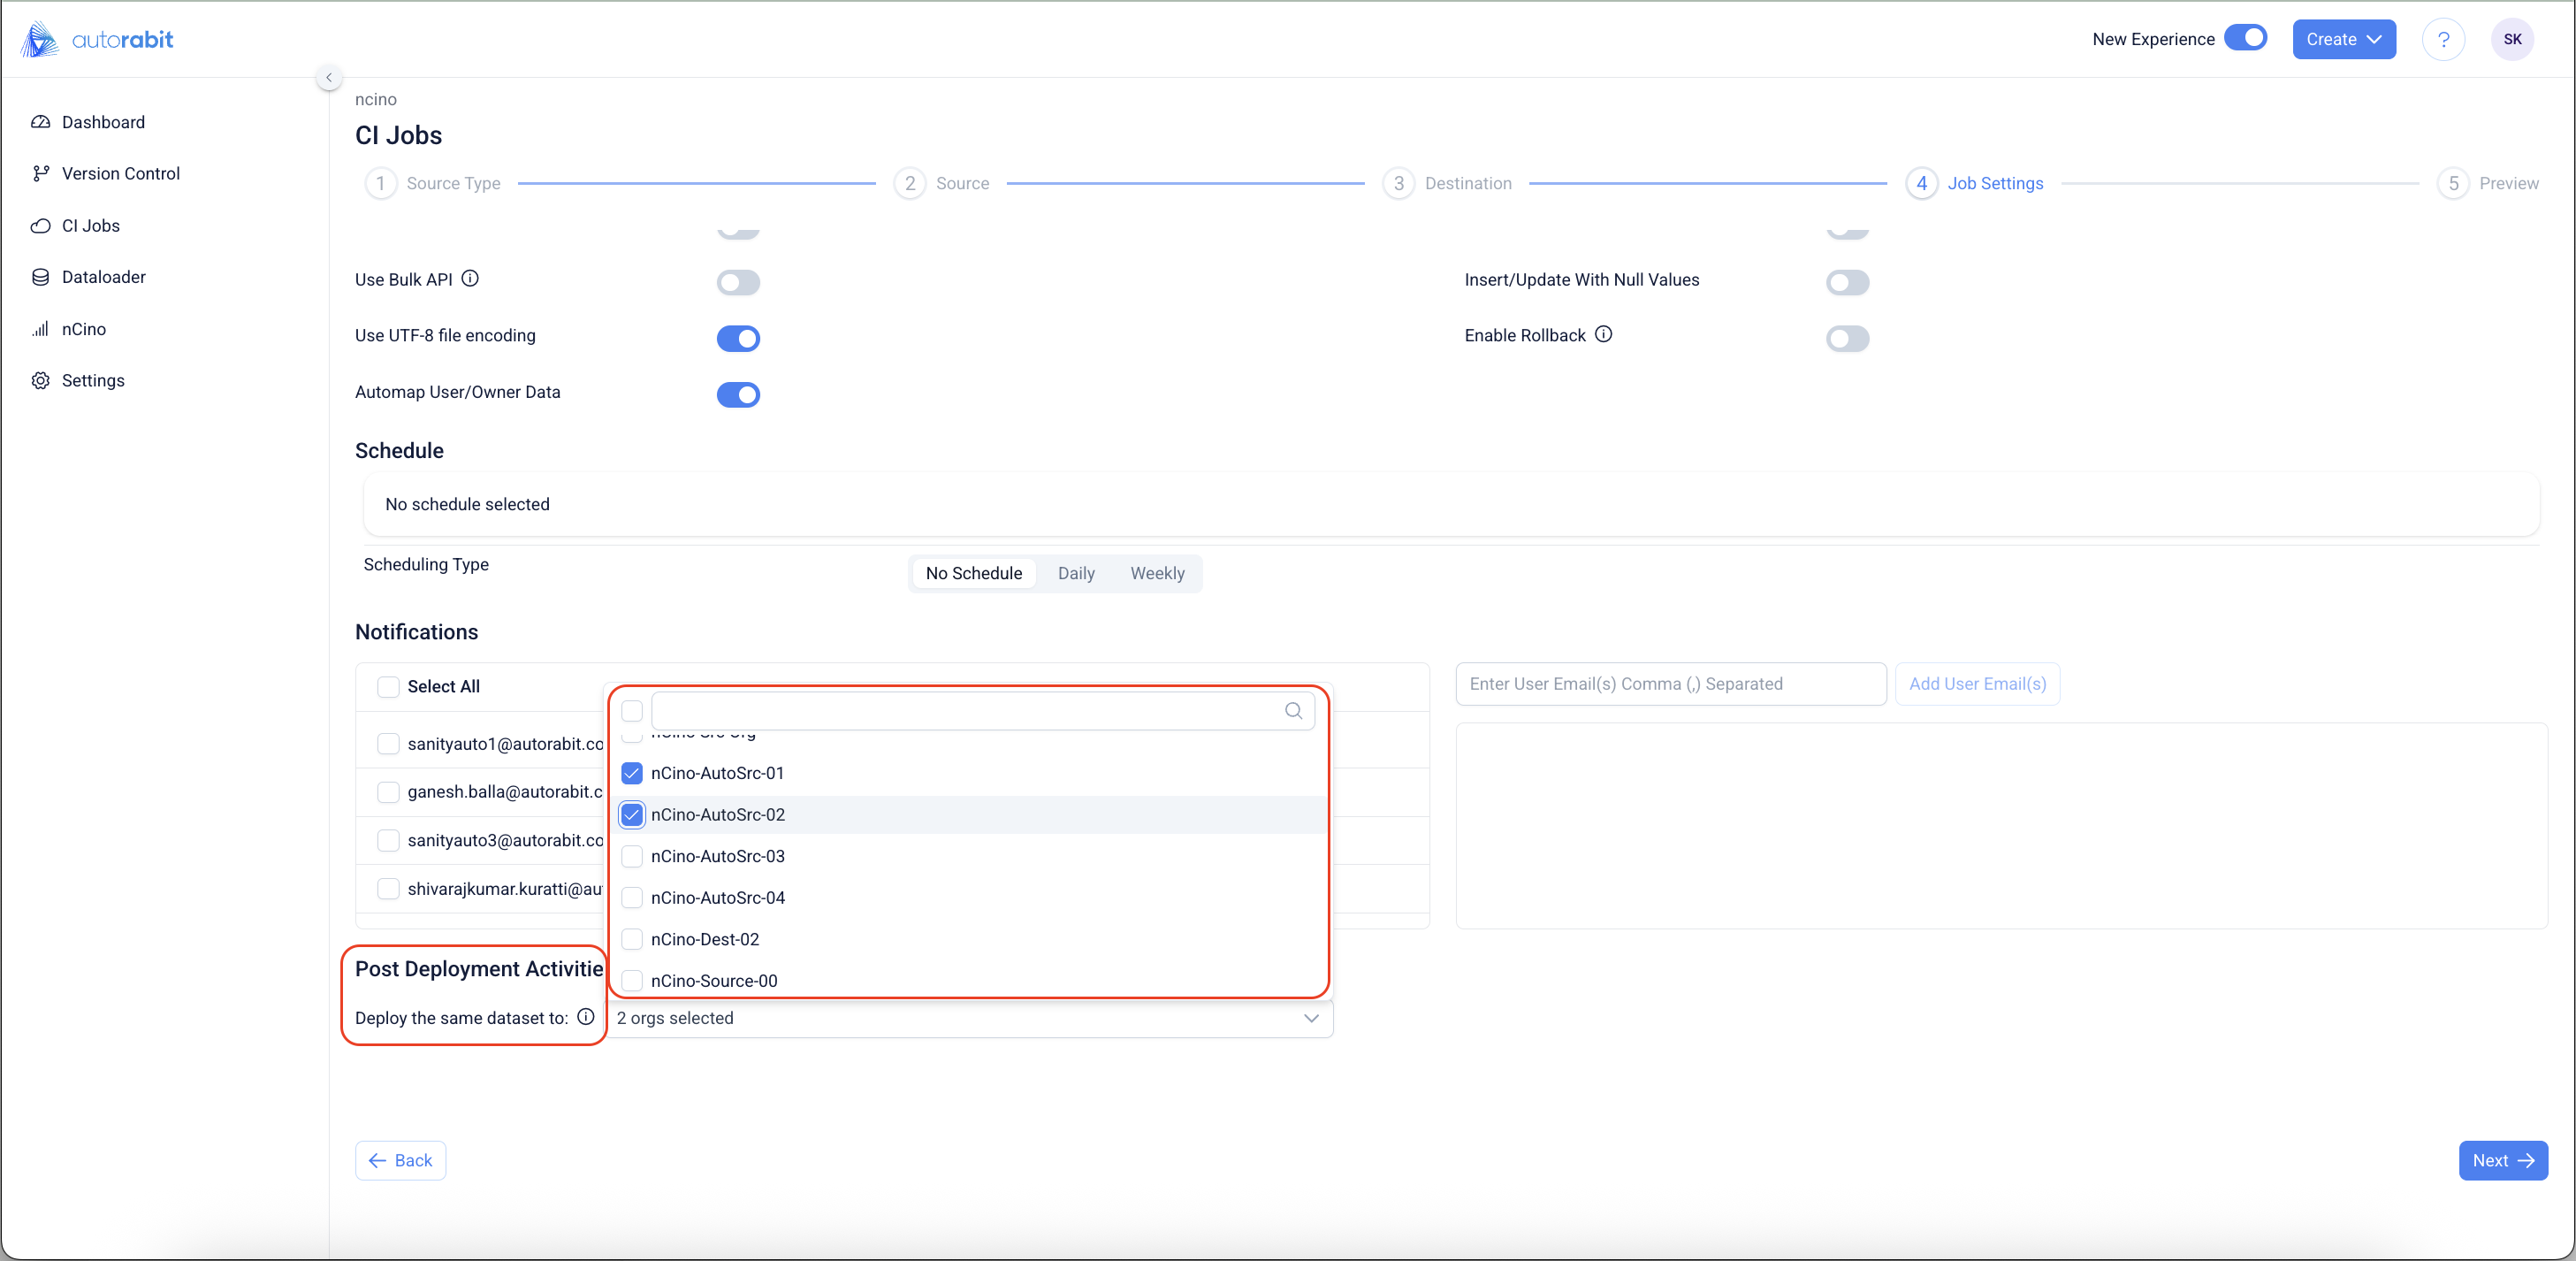 autorabit
New Experience
Create
?
SK
Dashboard
Version Control
CI Jobs
Dataloader
nCino
Settings
ncino
CI Jobs
1 Source Type
2 Source
3 Destination
4 Job Settings
5 Preview
Use Bulk API
Insert/Update With Null Values
Use UTF-8 file encoding
Enable Rollback
Automap User/Owner Data
Schedule
No schedule selected
Scheduling Type
No Schedule Daily Weekly
Notifications
Select All
sanityauto1@autorabit.co
ganesh.balla@autorabit.c
sanityauto3@autorabit.co
shivarajkumar.kuratti@au
Enter User Email(s) Comma (,) Separated
Add User Email(s)
nCino-AutoSrc-01
nCino-AutoSrc-02
nCino-AutoSrc-03
nCino-AutoSrc-04
nCino-Dest-02
nCino-Source-00
Post Deployment Activitie
Deploy the same dataset to:
2 orgs selected
Back
Next